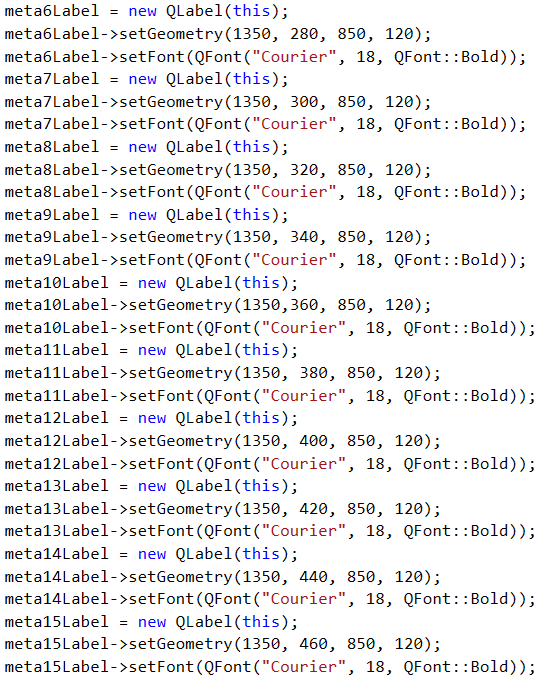 meta6Label = new QLabel(this);
meta6Label->setGeometry(1350, 280, 850, 120);
meta6Label->setFont(QFont("Courier", 18, QFont::Bold));
meta7Label = new QLabel(this);
meta7Label->setGeometry(1350, 300, 850, 120);
meta7Label->setFont(QFont("Courier", 18, QFont::Bold));
meta8Label = new QLabel(this);
meta8Label->setGeometry(1350, 320, 850, 120);
meta8Label->setFont(QFont("Courier", 18, QFont::Bold));
meta9Label = new QLabel(this);
meta9Label->setGeometry(1350, 340, 850, 120);
meta9Label->setFont(QFont("Courier", 18, QFont::Bold));
meta10Label = new QLabel(this);
meta10Label->setGeometry(1350,360, 850, 120);
meta10Label->setFont(QFont("Courier", 18, QFont::Bold));
meta11Label = new QLabel(this);
meta11Label->setGeometry(1350, 380, 850, 120);
meta11Label->setFont(QFont("Courier", 18, QFont::Bold));
meta12Label = new QLabel(this);
meta12Label->setGeometry(1350, 400, 850, 120);
meta12Label->setFont(QFont("Courier", 18, QFont::Bold));
meta13Label = new QLabel(this);
meta13Label->setGeometry(1350, 420, 850, 120);
meta13Label->setFont(QFont("Courier", 18, QFont::Bold));
meta14Label = new QLabel(this);
meta14Label->setGeometry(1350, 440, 850, 120);
meta14Label->setFont(QFont("Courier", 18, QFont::Bold));
meta15Label = new QLabel(this);
meta15Label->setGeometry(1350, 460, 850, 120);
meta15Label->setFont(QFont("Courier", 18, QFont::Bold));